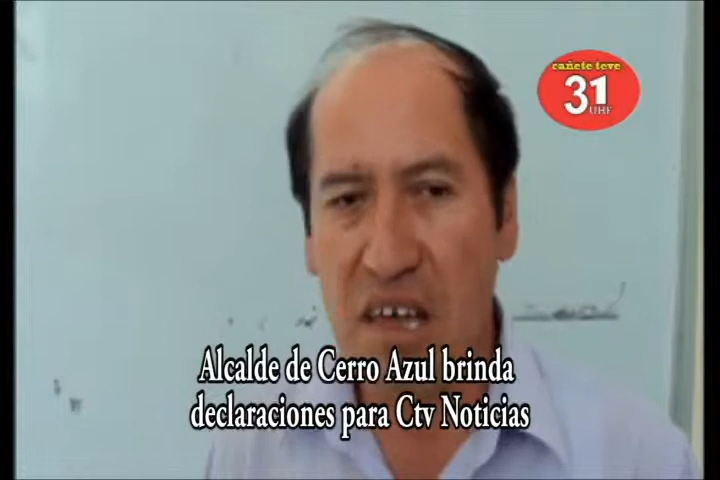 cañete teve
31
UHF
Alcalde de Cerro Azul brinda
declaraciones para Ctv Noticias